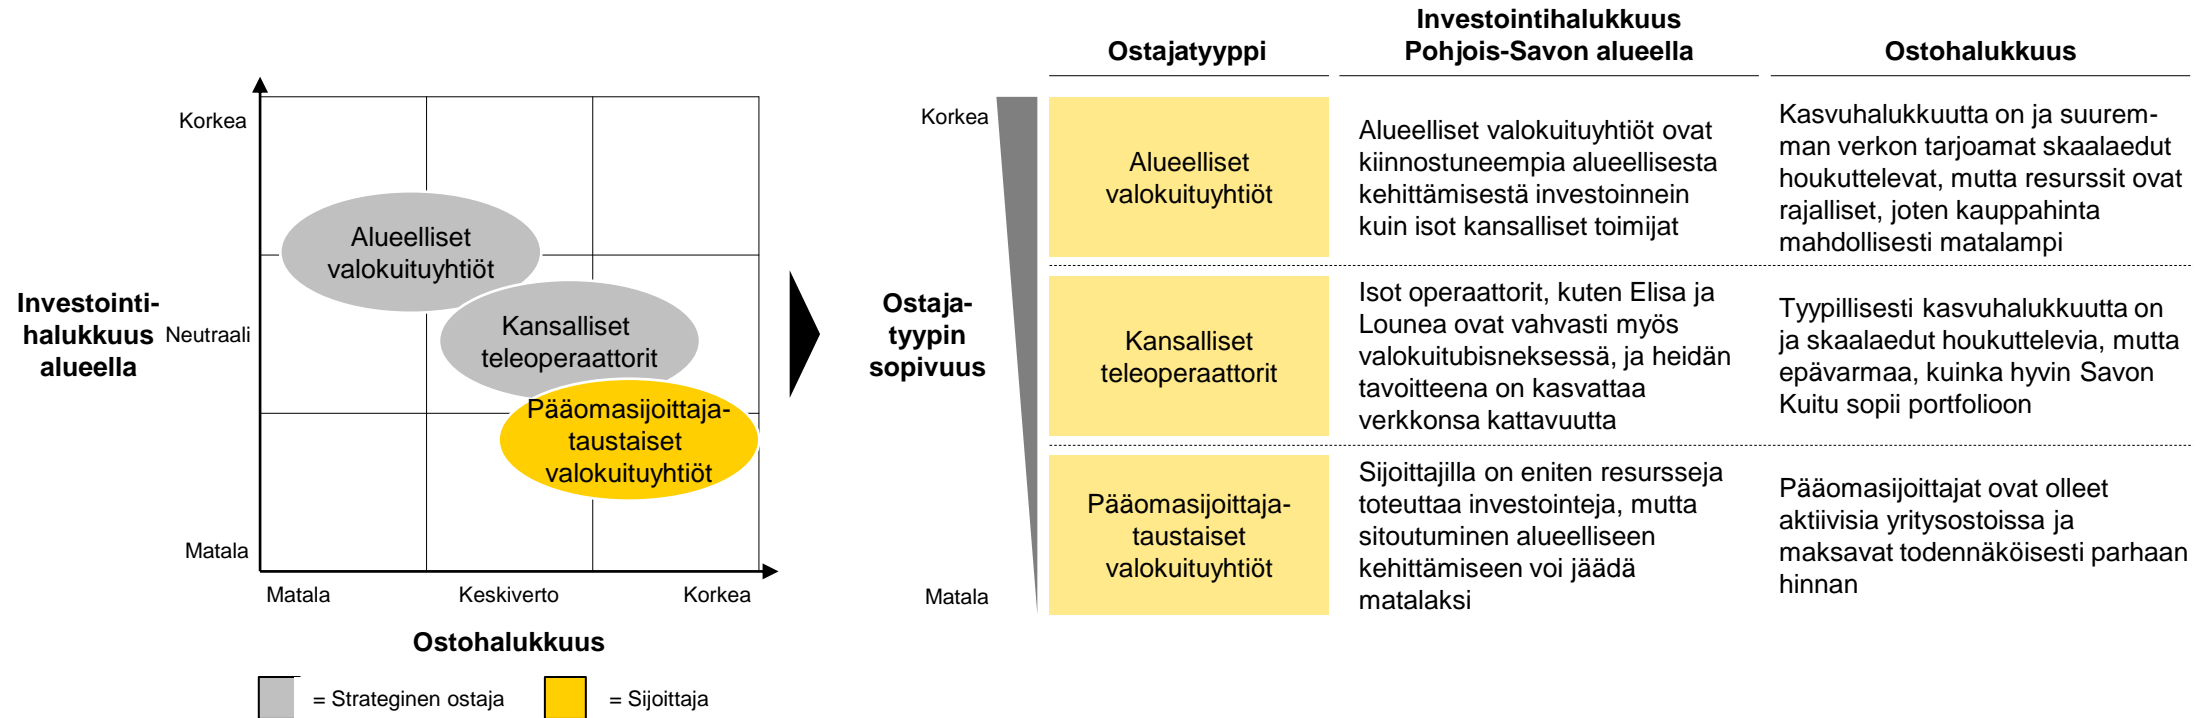 Korkea
Alueelliset
valokuituyhtiöt
Investointi-
halukkuus
alueella
Neutraali
Kansalliset
teleoperaattorit
Pääomasijoittaja-
taustaiset
valokuituyhtiöt
Matala
Matala
Keskiverto
Korkea
Ostohalukkuus
= Strateginen ostaja
= Sijoittaja
Ostaja-
tyypin
sopivuus
Korkea
Matala
Ostajatyyppi
Investointihalukkuus
Pohjois-Savon alueella
Ostohalukkuus
Alueelliset
valokuituyhtiöt
Alueelliset valokuituyhtiöt ovat
kiinnostuneempia alueellisesta
kehittämisestä investoinnein
kuin isot kansalliset toimijat
Kasvuhalukkuutta on ja suurem-
man verkon tarjoamat skaalaedut
houkuttelevat, mutta resurssit ovat
rajalliset, joten kauppahinta
mahdollisesti matalampi
Kansalliset
teleoperaattorit
Isot operaattorit, kuten Elisa ja
Lounea ovat vahvasti myös
valokuitubisneksessä, ja heidän
tavoitteena on kasvattaa
verkkonsa kattavuutta
Tyypillisesti kasvuhalukkuutta on
ja skaalaedut houkuttelevia, mutta
epävarmaa, kuinka hyvin Savon
Kuitu sopii portfolioon
Pääomasijoittaja-
taustaiset
valokuituyhtiöt
Sijoittajilla on eniten resursseja
toteuttaa investointeja, mutta
sitoutuminen alueelliseen
kehittämiseen voi jäädä
matalaksi
Pääomasijoittajat ovat olleet
aktiivisia yritysostoissa ja
maksavat todennäköisesti parhaan
hinnan